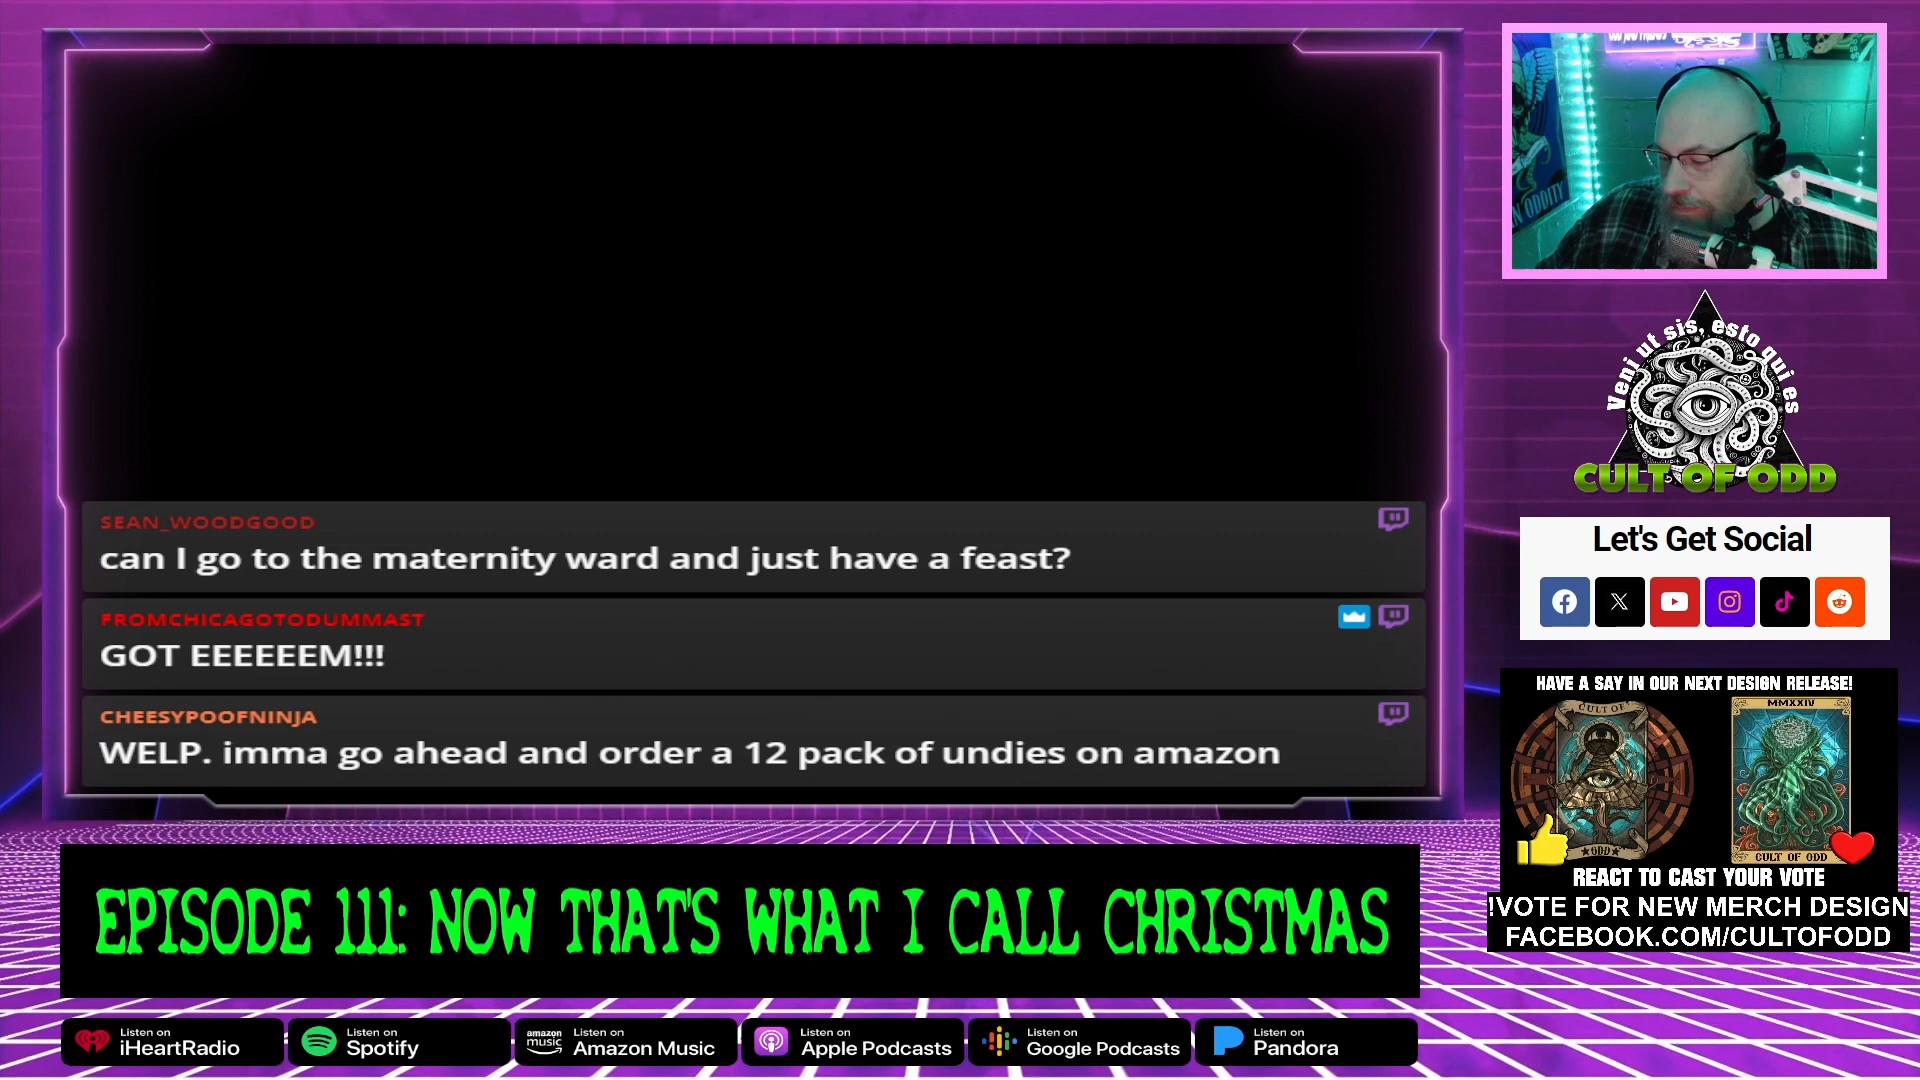 SEAN_WOODGOOD
can I go to the maternity ward and just have a feast?
FROMCHICAGOTODUMMAST
GOT EEEEEEM!!!
CHEESYPOOFNINJA
WELP. imma go ahead and order a 12 pack of undies on amazon
EPISODE 111: NOW THAT'S WHAT I CALL CHRISTMAS
Listen on
iHeartRadio
Listen on
Spotify
amazon
music
Listen on
Amazon Music
Listen on
Apple Podcasts
Listen on
Google Podcasts
Listen on
Pandora
N ODDITY
Veni ut sis, esto qui es
CULT OF ODD
Let's Get Social
HAVE A SAY IN OUR NEXT DESIGN RELEASE!
CULT OF
ODD
MMXXIV
CULT OF ODD
REACT TO CAST YOUR VOTE
!VOTE FOR NEW MERCH DESIGN
FACEBOOK.COM/CULTOFODD